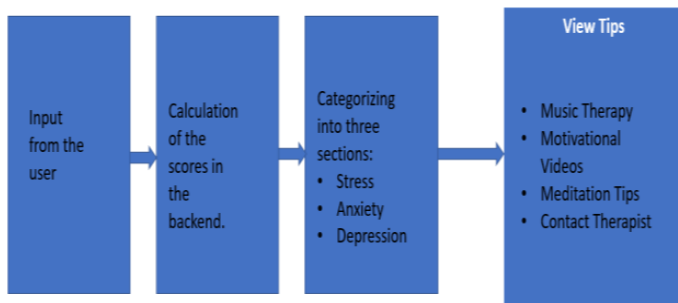 Input
from the
user
Calculation
of the
scores in
the
backend.
Categorizing
into three
sections:
• Stress
• Anxiety
• Depression
View Tips
• Music Therapy
• Motivational
Videos
• Meditation Tips
• Contact Therapist